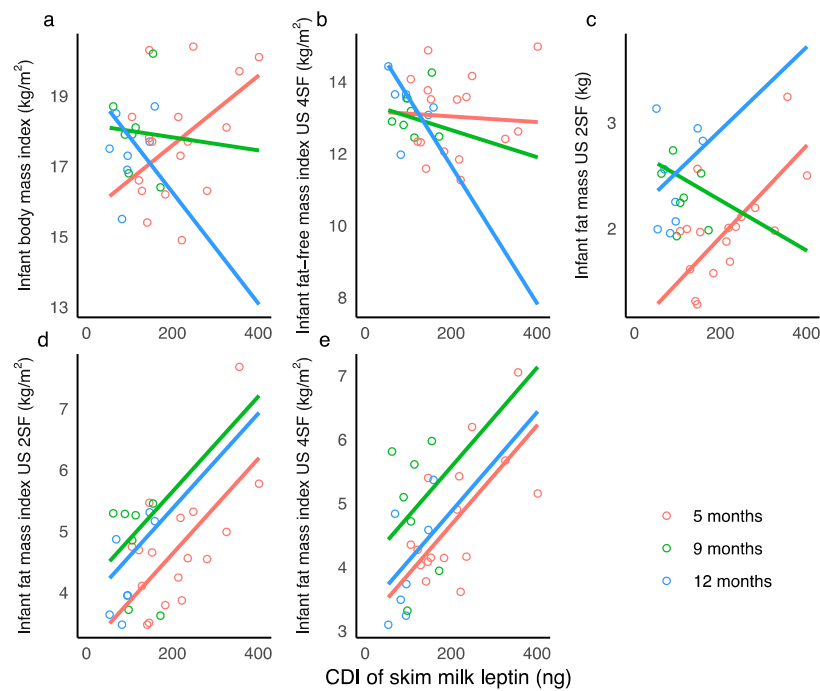 a
Infant body mass index (kg/m²)
19
17
15
13
0 200 400
b
Infant fat−free mass index US 4SF (kg/m²)
14
12
10
8
0 200 400
c
Infant fat mass US 2SF (kg)
3
2
0 200 400
d
Infant fat mass index US 2SF (kg/m²)
7
6
5
4
0 200 400
e
Infant fat mass index US 4SF (kg/m²)
7
6
5
4
3
0 200 400
CDI of skim milk leptin (ng)
5 months
9 months
12 months